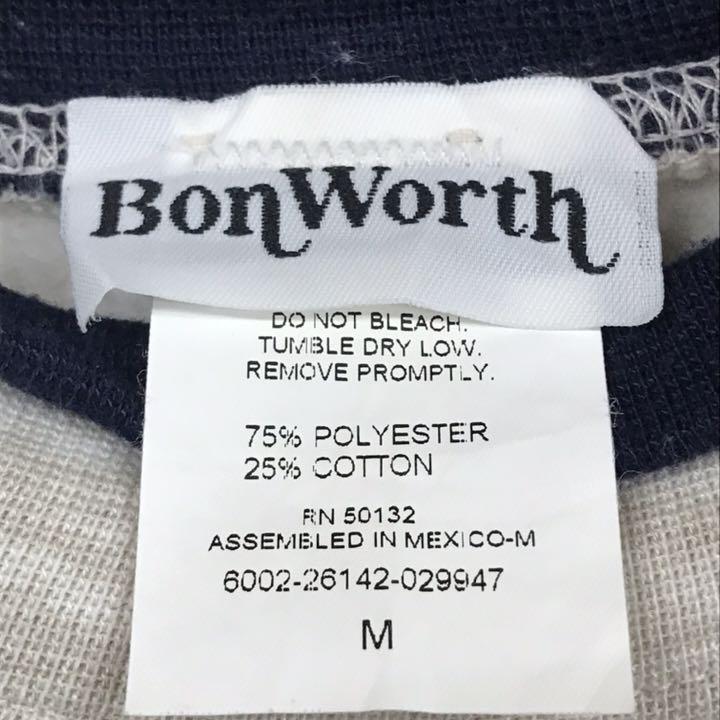 BonWorth
DO NOT BLEACH.
TUMBLE DRY LOW.
REMOVE PROMPTLY.
75% POLYESTER
25% COTTON
RN 50132
ASSEMBLED IN MEXICO-M
6002-26142-029947
M